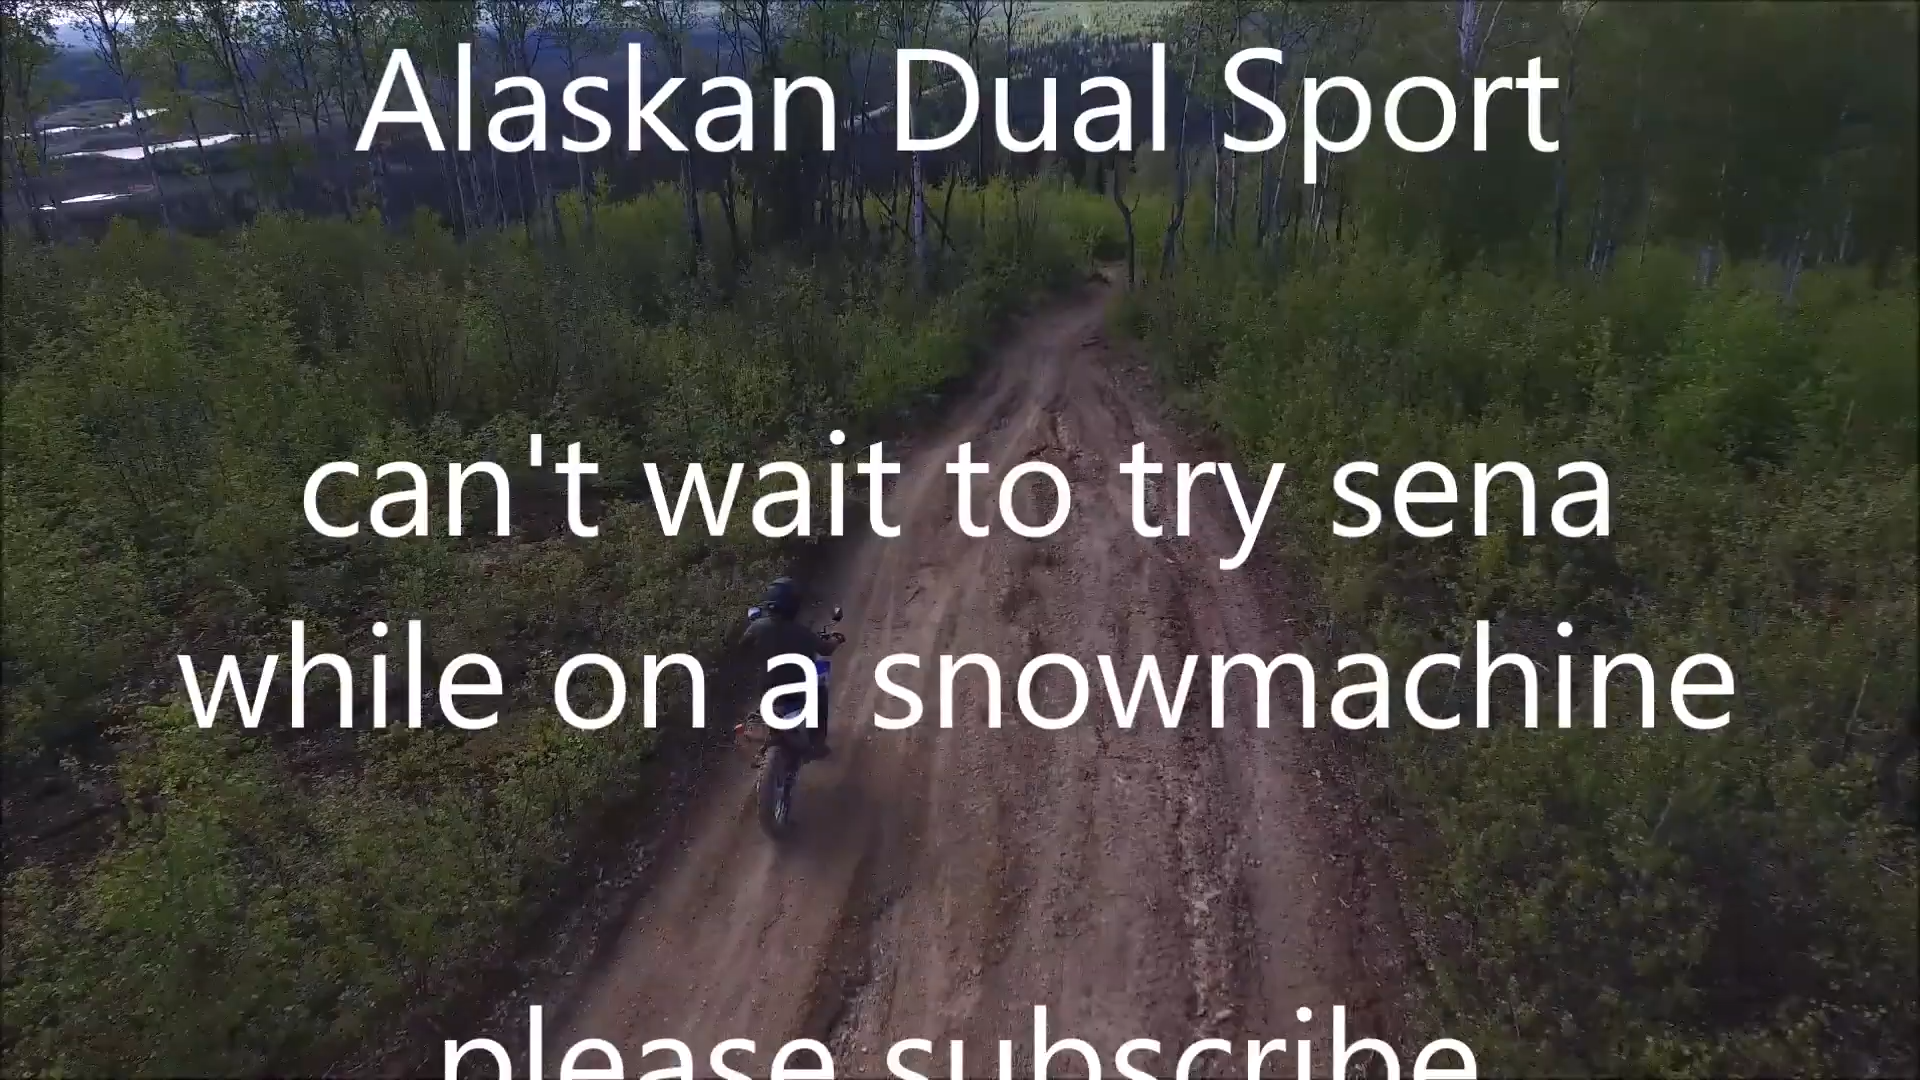 Alaskan Dual Sport
can't wait to try sena
while on a snowmachine
please subscribe